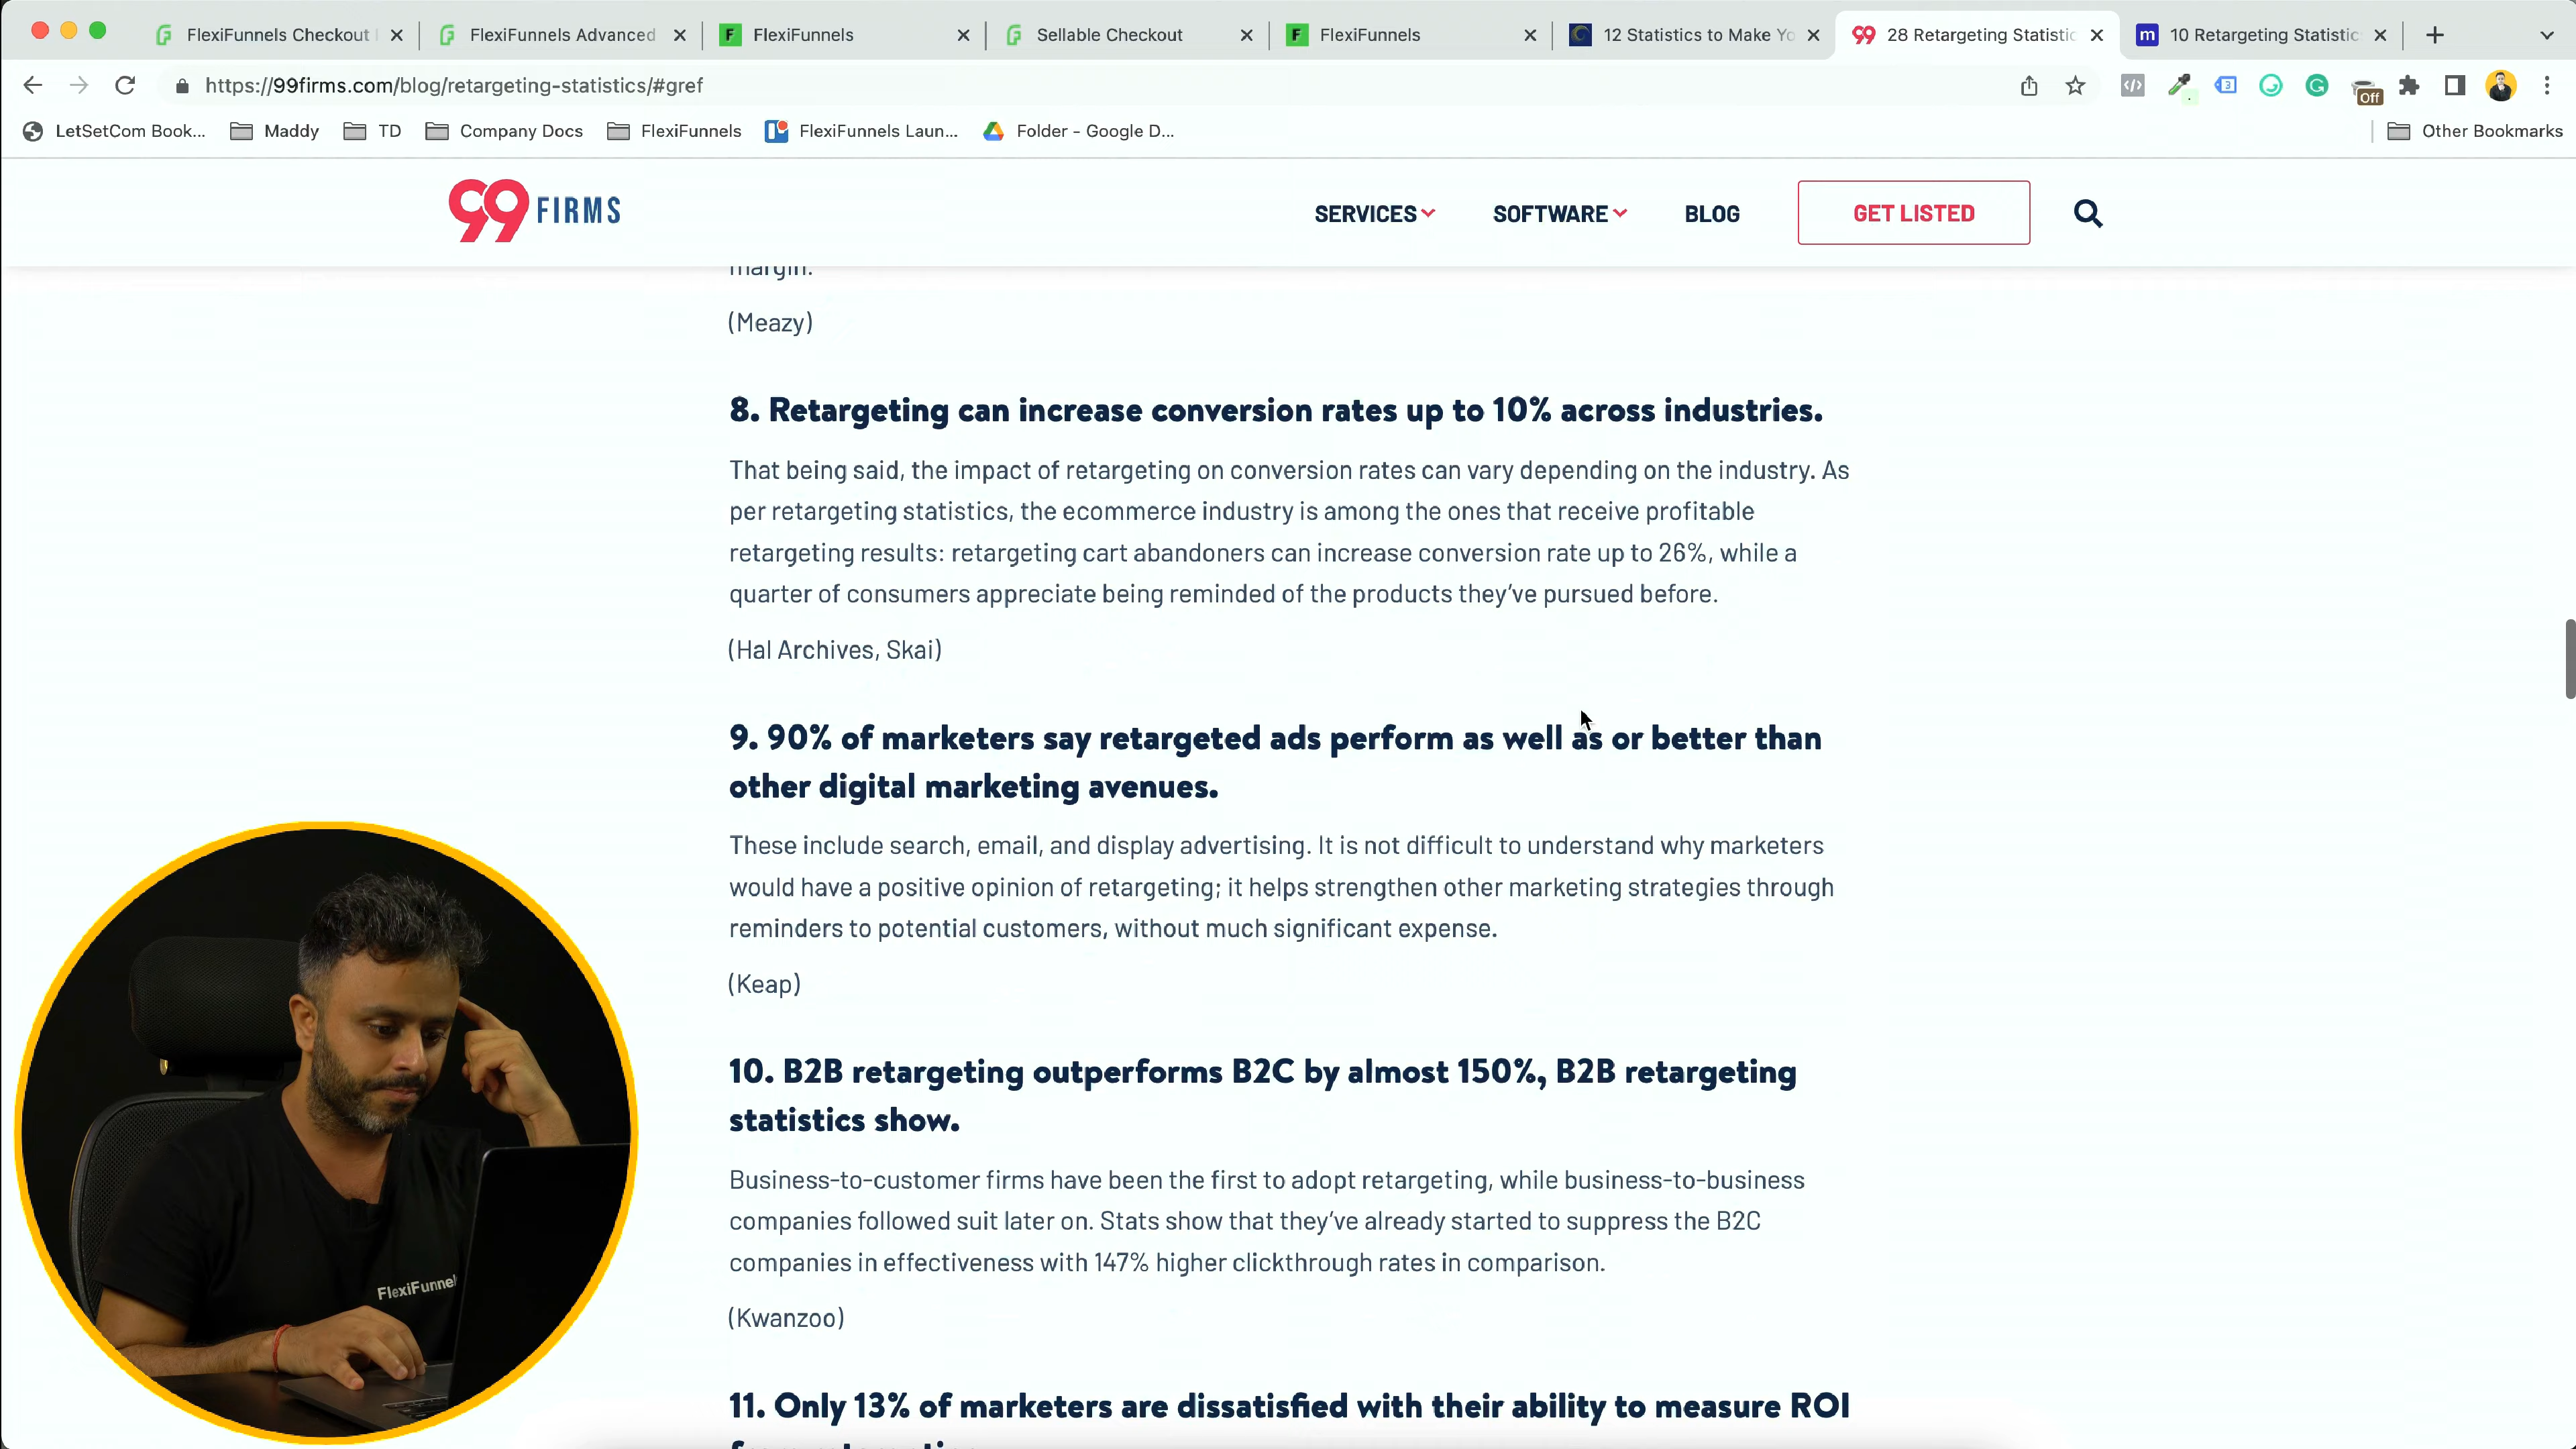 FlexiFunnels Checkout
FlexiFunnels Advanced
FlexiFunnels
Sellable Checkout
FlexiFunnels
12 Statistics to Make Yo
28 Retargeting Statistic
10 Retargeting Statistic
https://99firms.com/blog/retargeting-statistics/#gref
Off
LetSetCom Book...
Maddy
TD
Company Docs
FlexiFunnels
FlexiFunnels Laun...
Folder - Google D...
Other Bookmarks
99 FIRMS
SERVICES
SOFTWARE
BLOG
GET LISTED
margin.
(Meazy)
8. Retargeting can increase conversion rates up to 10% across industries.
That being said, the impact of retargeting on conversion rates can vary depending on the industry. As
per retargeting statistics, the ecommerce industry is among the ones that receive profitable
retargeting results: retargeting cart abandoners can increase conversion rate up to 26%, while a
quarter of consumers appreciate being reminded of the products they've pursued before.
(Hal Archives, Skai)
9. 90% of marketers say retargeted ads perform as well as or better than
other digital marketing avenues.
These include search, email, and display advertising. It is not difficult to understand why marketers
would have a positive opinion of retargeting; it helps strengthen other marketing strategies through
reminders to potential customers, without much significant expense.
(Keap)
10. B2B retargeting outperforms B2C by almost 150%, B2B retargeting
statistics show.
Business-to-customer firms have been the first to adopt retargeting, while business-to-business
companies followed suit later on. Stats show that they've already started to suppress the B2C
companies in effectiveness with 147% higher clickthrough rates in comparison.
(Kwanzoo)
11. Only 13% of marketers are dissatisfied with their ability to measure ROI
FlexiFunnel